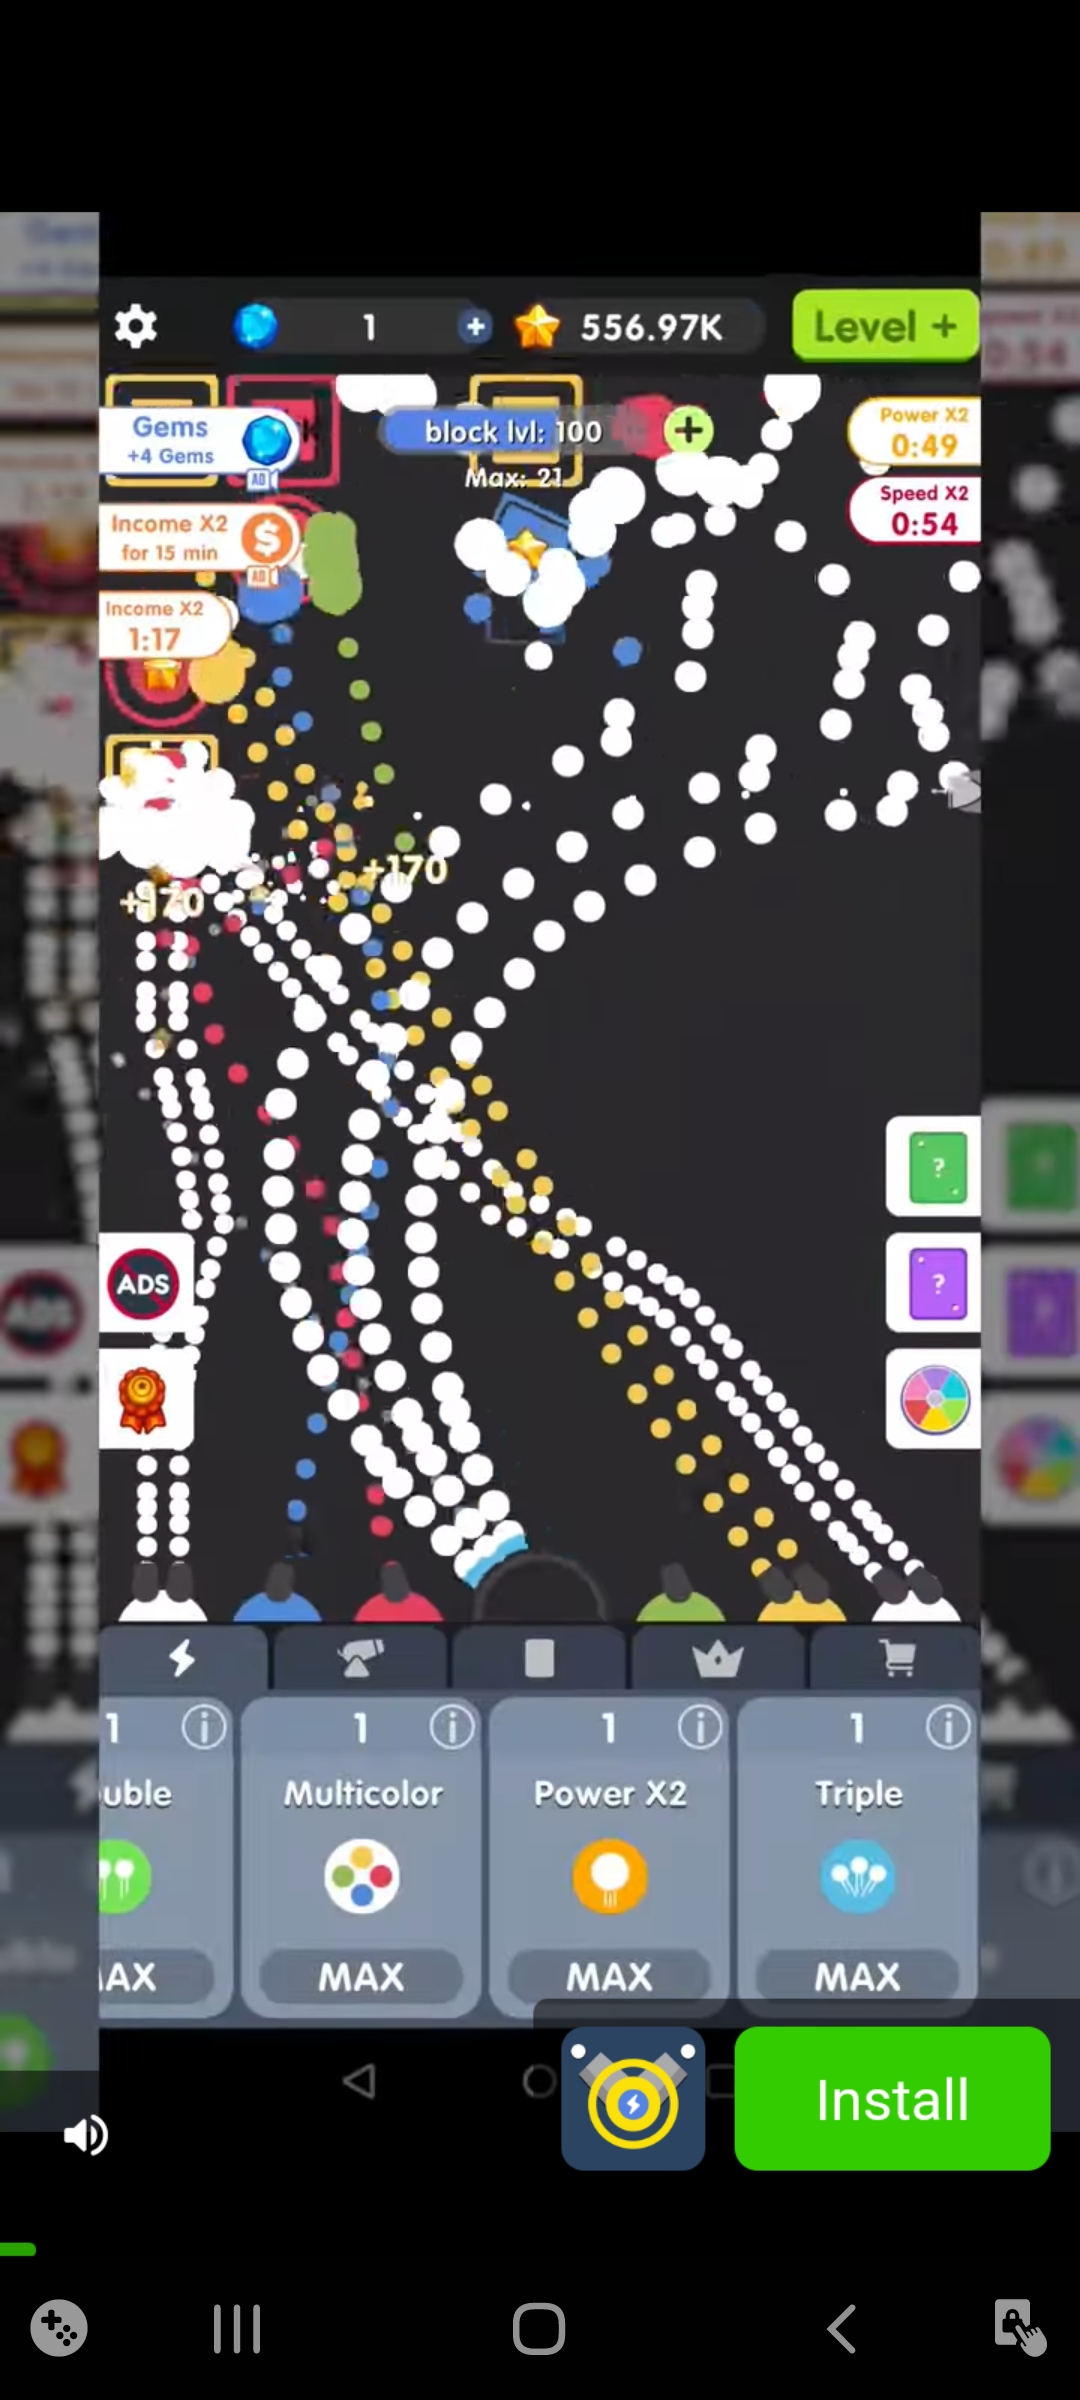 1
556.97K
Level +
Gems
+4 Gems
AD
block lvl: 100
Max: 21
Power X2
0:49
Speed X2
0:54
Income X2
for 15 min
AD
Income X2
1:17
+170
+170
?
ADS
?
1
1
1
1
uble
Multicolor
Power X2
Triple
AX
MAX
MAX
MAX
Install